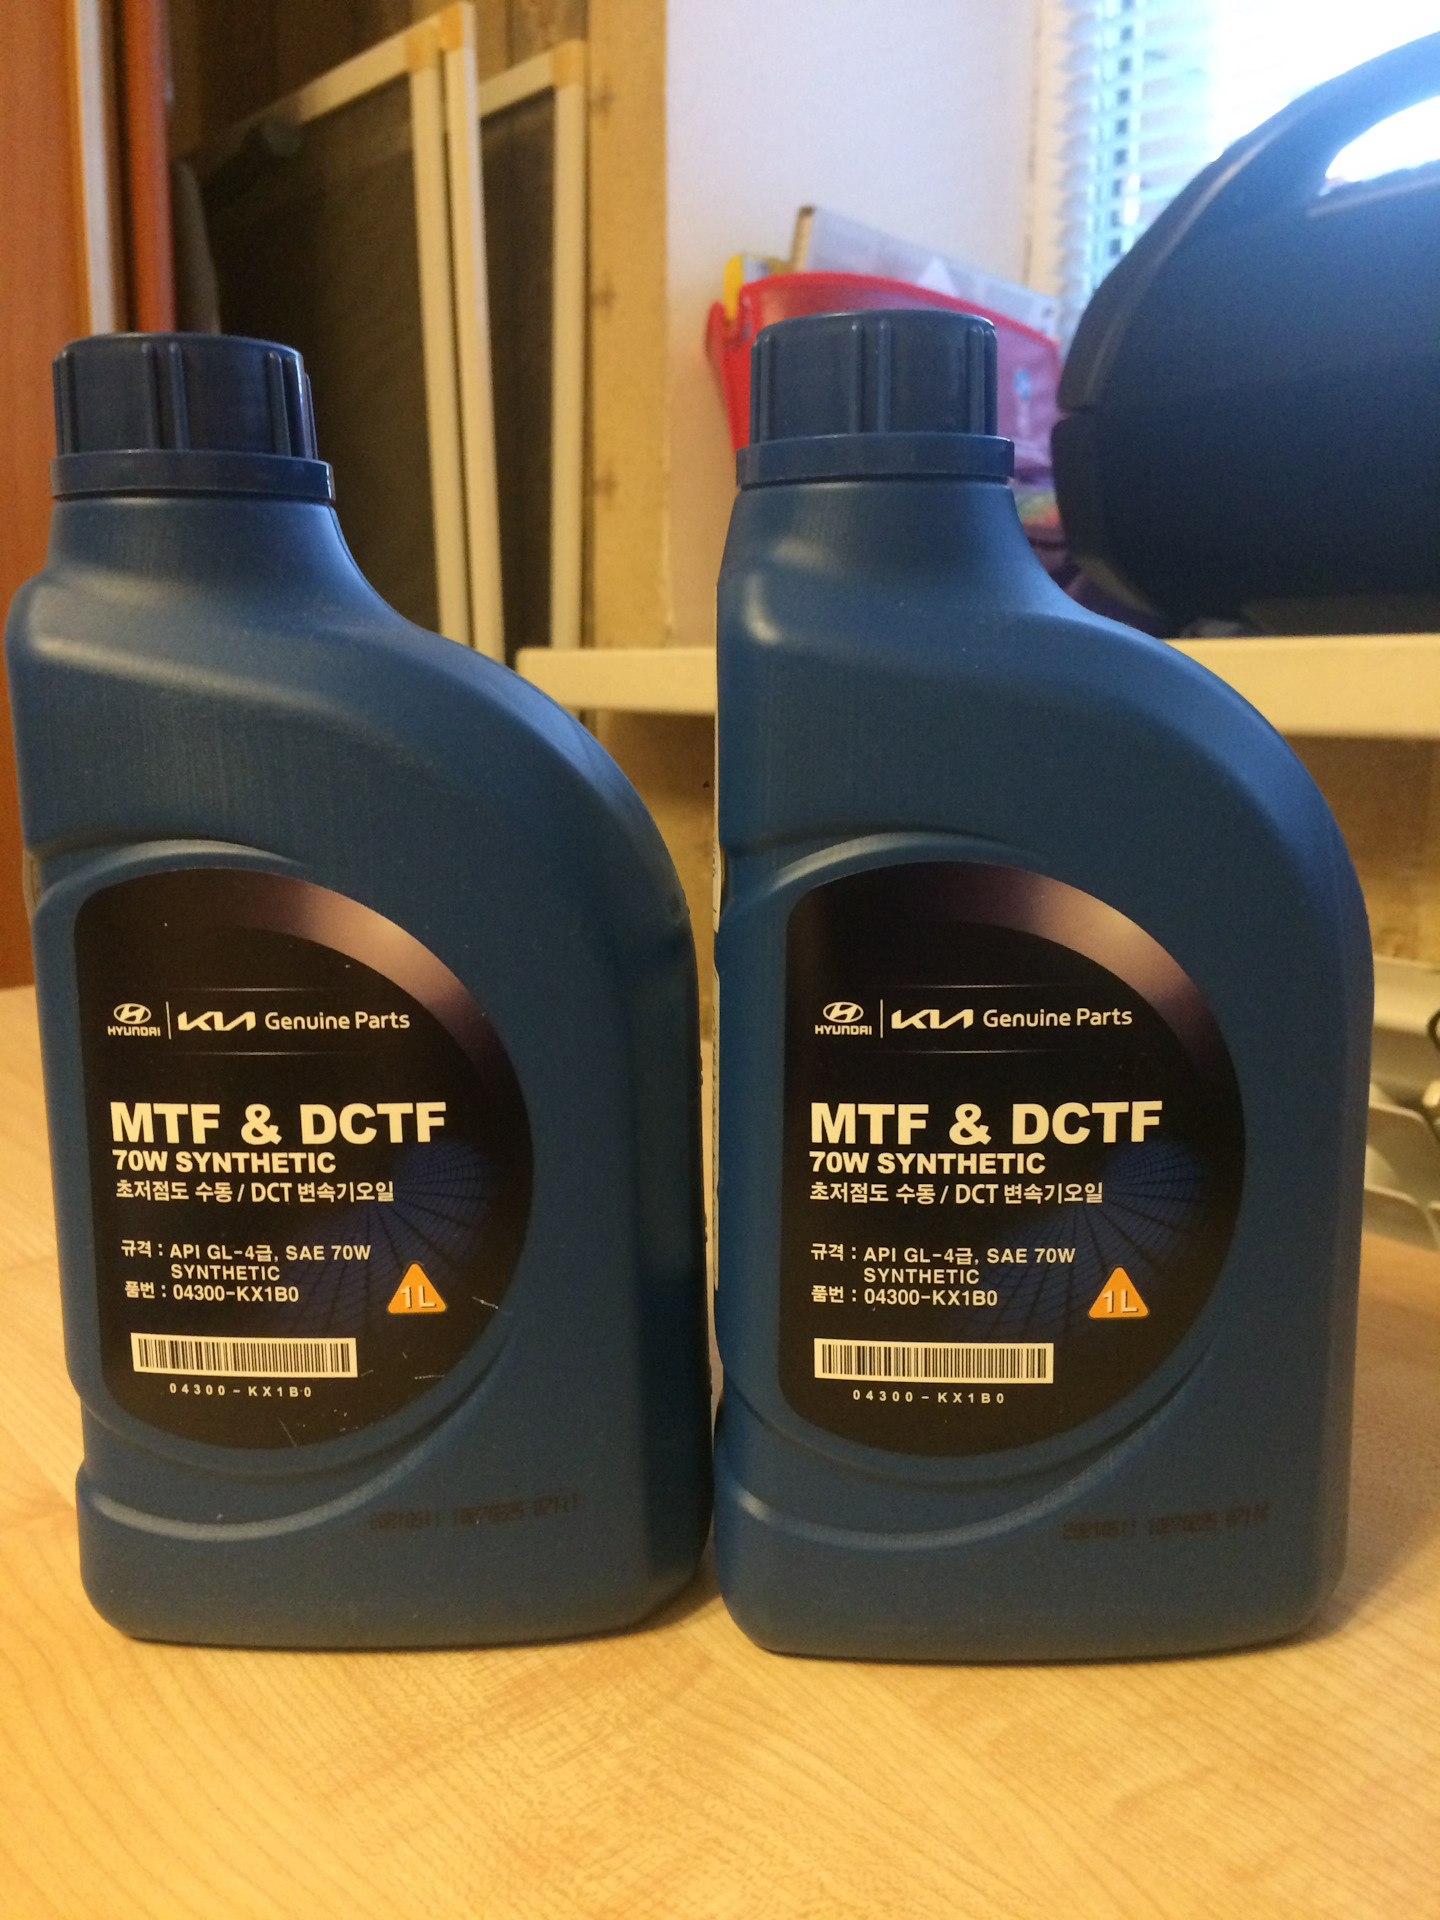 HYUNDAI KIA Genuine Parts
MTF & DCTF
70W SYNTHETIC
초저점도 수동 / DCT 변속기오일
규격 : API GL-4급, SAE 70W
SYNTHETIC
품번 : 04300-KX1B0
1L
04300-KX1B0
HYUNDAI KIA Genuine Parts
MTF & DCTF
70W SYNTHETIC
초저점도 수동 / DCT 변속기오일
규격 : API GL-4급, SAE 70W
SYNTHETIC
품번 : 04300-KX1B0
1L
04300-KX1B0